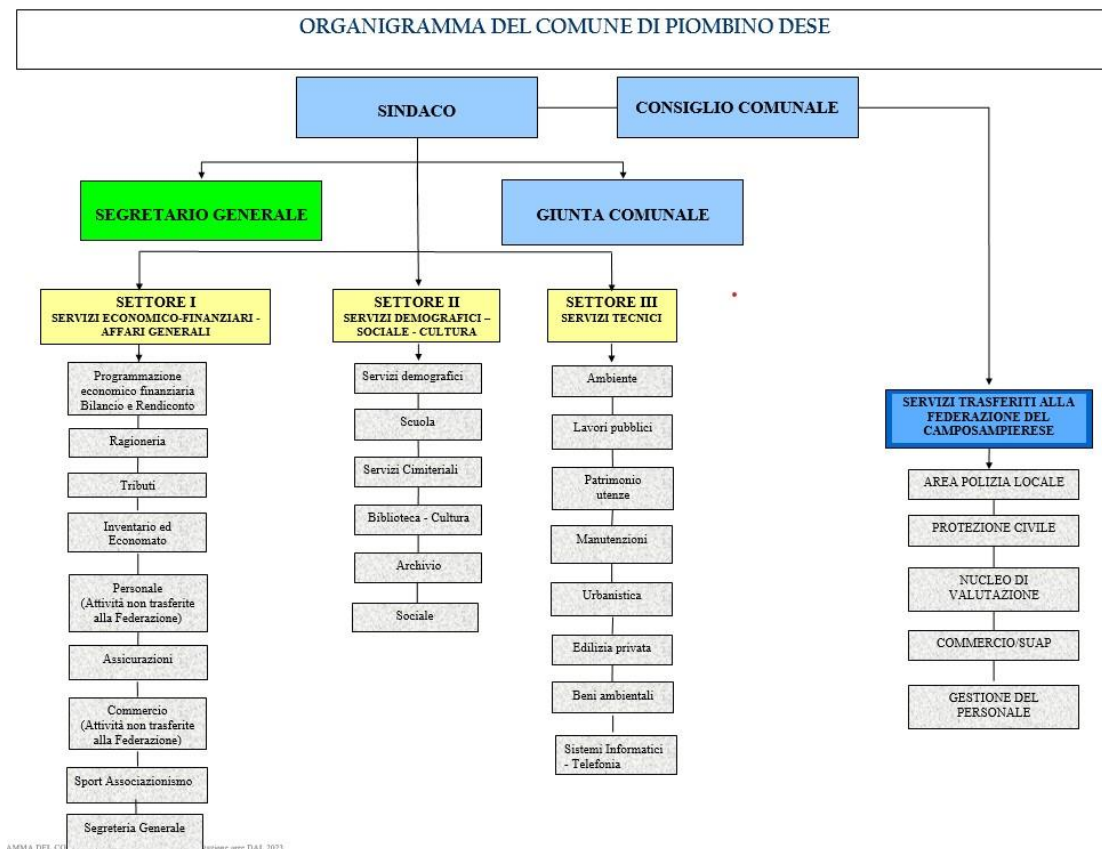 ORGANIGRAMMA DEL COMUNE DI PIOMBINO DESE
SINDACO
CONSIGLIO COMUNALE
SEGRETARIO GENERALE
GIUNTA COMUNALE
SETTORE I
SERVIZI ECONOMICO-FINANZIARI -
AFFARI GENERALI
Programmazione
economico finanziaria
Bilancio e Rendiconto
Ragioneria
Tributi
Inventario ed
Economato
Personale
(Attività non trasferite
alla Federazione)
Assicurazioni
Commercio
(Attività non trasferite
alla Federazione)
Sport Associazionismo
Segreteria Generale
SETTORE II
SERVIZI DEMOGRAFICI –
SOCIALE - CULTURA
Servizi demografici
Scuola
Servizi Cimiteriali
Biblioteca - Cultura
Archivio
Sociale
SETTORE III
SERVIZI TECNICI
Ambiente
Lavori pubblici
Patrimonio
utenze
Manutenzioni
Urbanistica
Edilizia privata
Beni ambientali
Sistemi Informatici
- Telefonia
SERVIZI TRASFERITI ALLA
FEDERAZIONE DEL
CAMPOSAMPIERESE
AREA POLIZIA LOCALE
PROTEZIONE CIVILE
NUCLEO DI
VALUTAZIONE
COMMERCIO/SUAP
GESTIONE DEL
PERSONALE
AMMA DEL CO DAL 2023